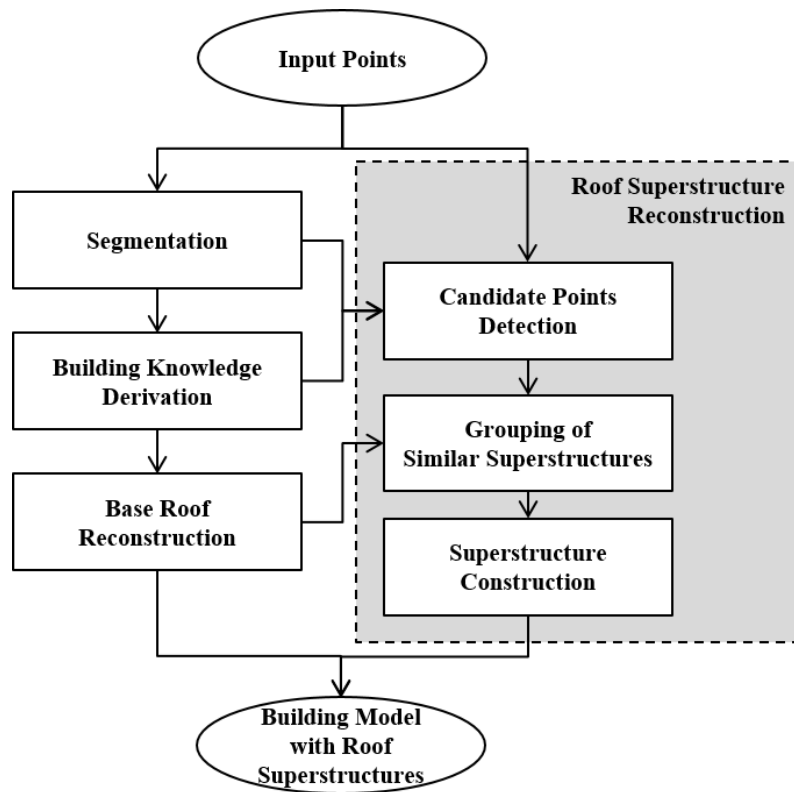 Input Points
Roof Superstructure
Reconstruction
Segmentation
Candidate Points
Detection
Building Knowledge
Derivation
Grouping of
Similar Superstructures
Base Roof
Reconstruction
Superstructure
Construction
Building Model
with Roof
Superstructures